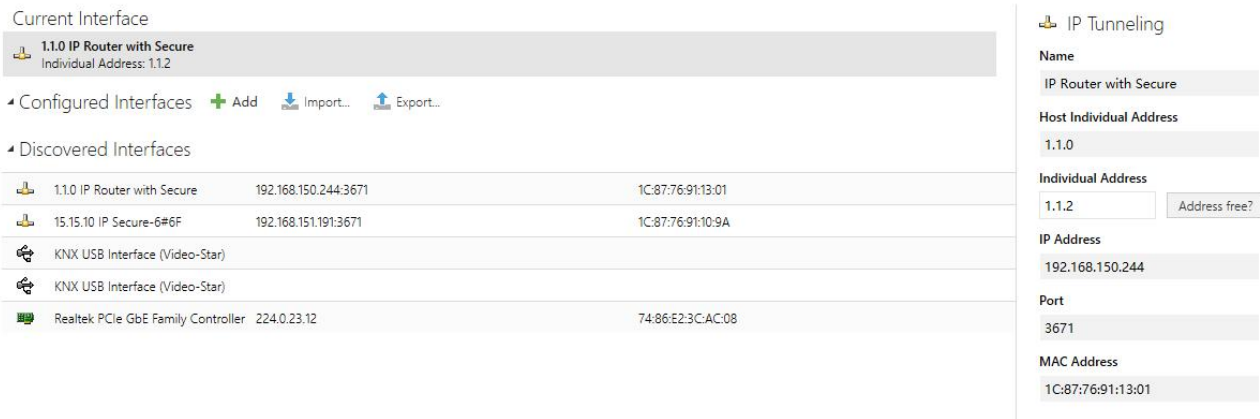 Current Interface
1.1.0 IP Router with Secure
Individual Address: 1.1.2
Configured Interfaces Add Import... Export...
Discovered Interfaces
1.1.0 IP Router with Secure 192.168.150.244:3671 1C:87:76:91:13:01
15.15.10 IP Secure-6#6F 192.168.151.191:3671 1C:87:76:91:10:9A
KNX USB Interface (Video-Star)
KNX USB Interface (Video-Star)
Realtek PCIe GbE Family Controller 224.0.23.12 74:86:E2:3C:AC:08
IP Tunneling
Name
IP Router with Secure
Host Individual Address
1.1.0
Individual Address
1.1.2 Address free?
IP Address
192.168.150.244
Port
3671
MAC Address
1C:87:76:91:13:01